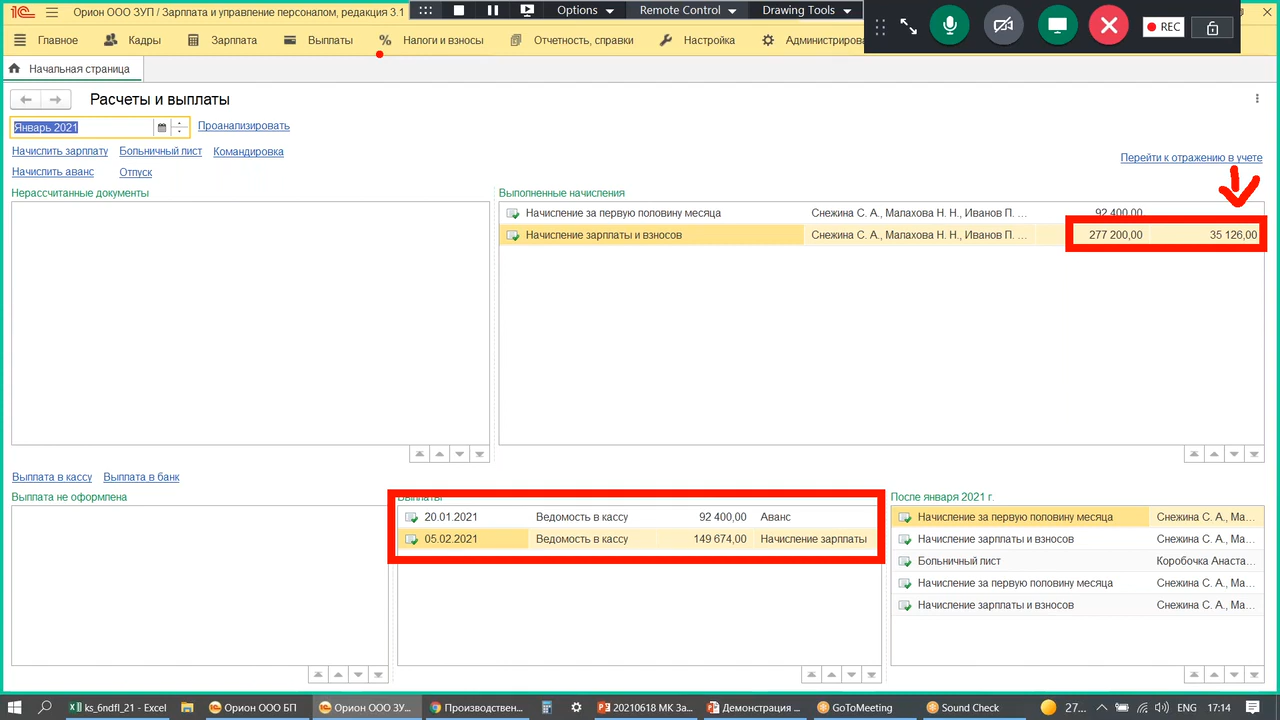 Орион ООО ЗУП / Зарплата и управление персоналом, редакция 3.1
Options
Remote Control
Drawing Tools
REC
Главное
Кадры
Зарплата
Выплаты
Налоги и взносы
Отчетность, справки
Настройка
Администрирова
Начальная страница
Расчеты и выплаты
Январь 2021
Проанализировать
Начислить зарплату
Больничный лист
Командировка
Начислить аванс
Отпуск
Перейти к отражению в учете
Нерассчитанные документы
Выполненные начисления
Начисление за первую половину месяца Снежина С. А., Малахова Н. Н., Иванов П. ... 92 400,00
Начисление зарплаты и взносов Снежина С. А., Малахова Н. Н., Иванов П. ... 277 200,00 35 126,00
Выплата в кассу
Выплата в банк
Выплата не оформлена
Выплаты
После января 2021 г.
20.01.2021 Ведомость в кассу 92 400,00 Аванс
05.02.2021 Ведомость в кассу 149 674,00 Начисление зарплаты
Начисление за первую половину месяца Снежина С. А., Ма...
Начисление зарплаты и взносов Снежина С. А., Ма...
Больничный лист Коробочка Анаста...
Начисление за первую половину месяца Снежина С. А., Ма...
Начисление зарплаты и взносов Снежина С. А., Ма...
ks_6ndfl_21 - Excel
Орион ООО БП
Орион ООО ЗУ...
Производственн...
20210618 МК За...
Демонстрация ...
GoToMeeting
Sound Check
27...
ENG
17:14